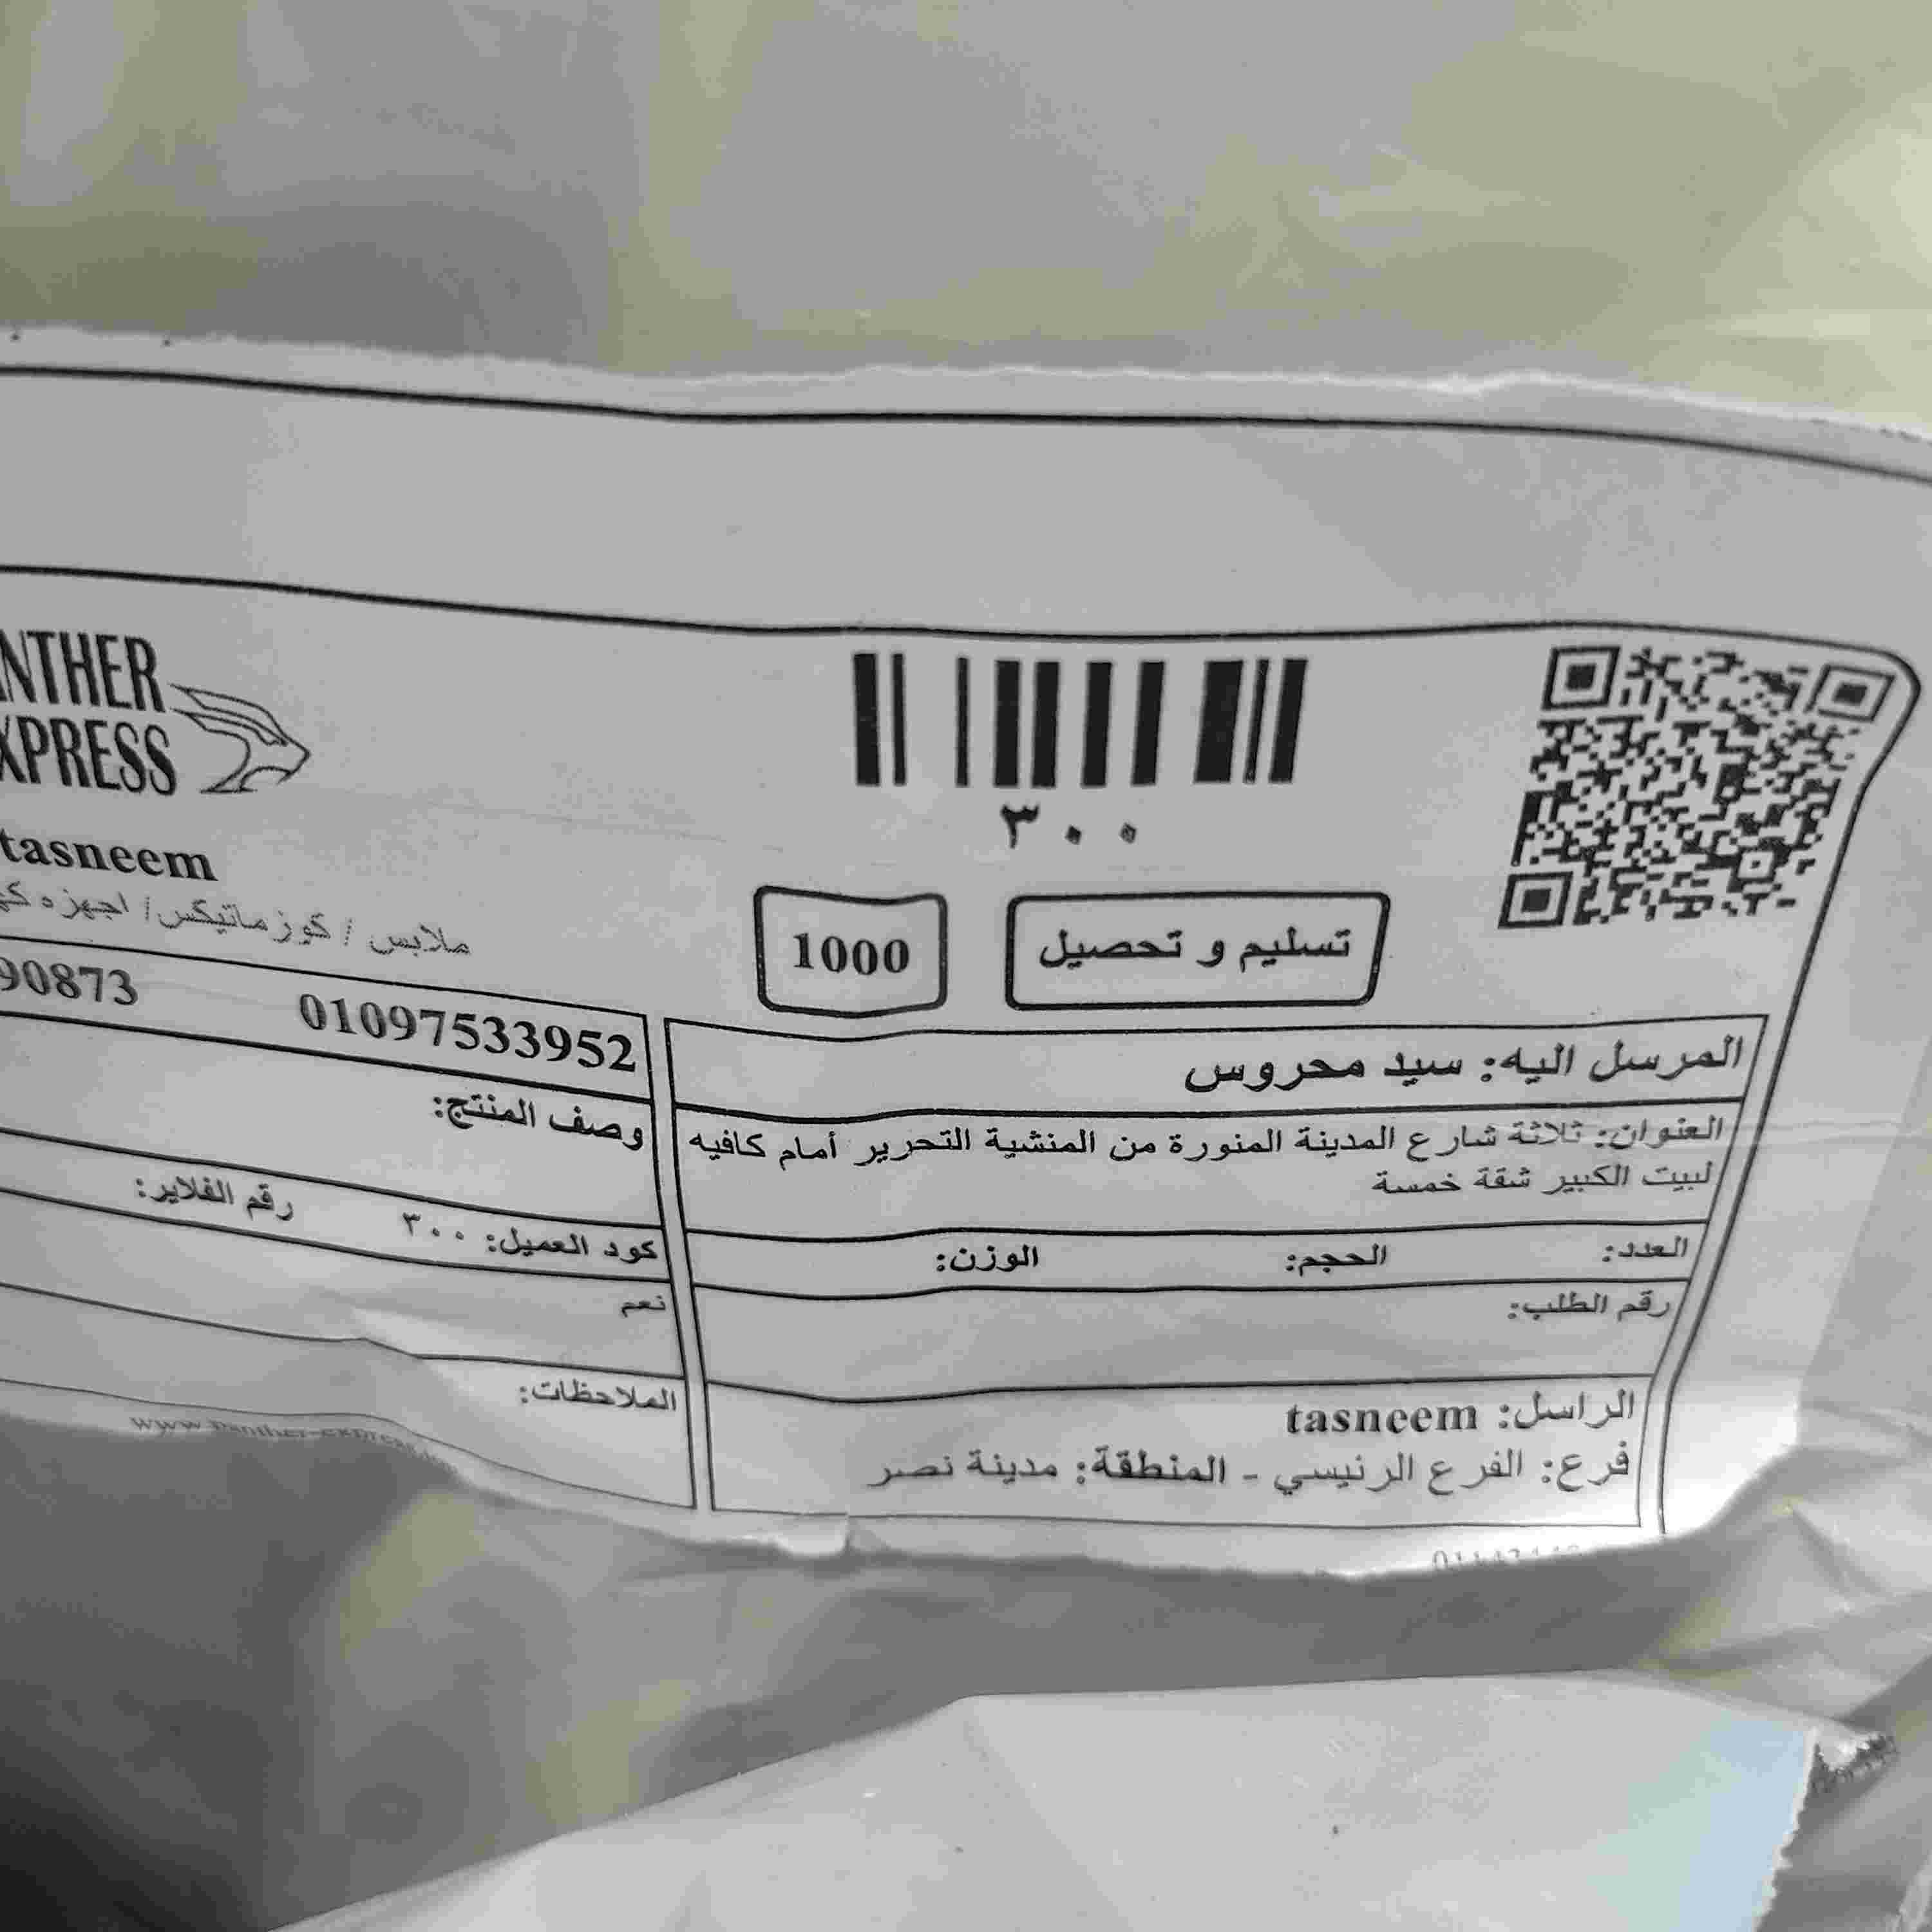 NTHER
XPRESS
٣٠٠
tasneem
ملابس / كوزماتيكس / اجهزه
تسليم و تحصيل
1000
المرسل اليه: سيد محروس
01097533952
90873
العنوان: ثلاثة شارع المدينة المنورة من المنشية التحرير أمام كافيه
لبيت الكبير شقة خمسة
وصف المنتج:
العدد: الحجم: الوزن:
كود العميل: ٣٠٠ رقم الفلاير:
رقم الطلب:
نعم
الراسل: tasneem
فرع: الفرع الرئيسي - المنطقة: مدينة نصر
الملاحظات: